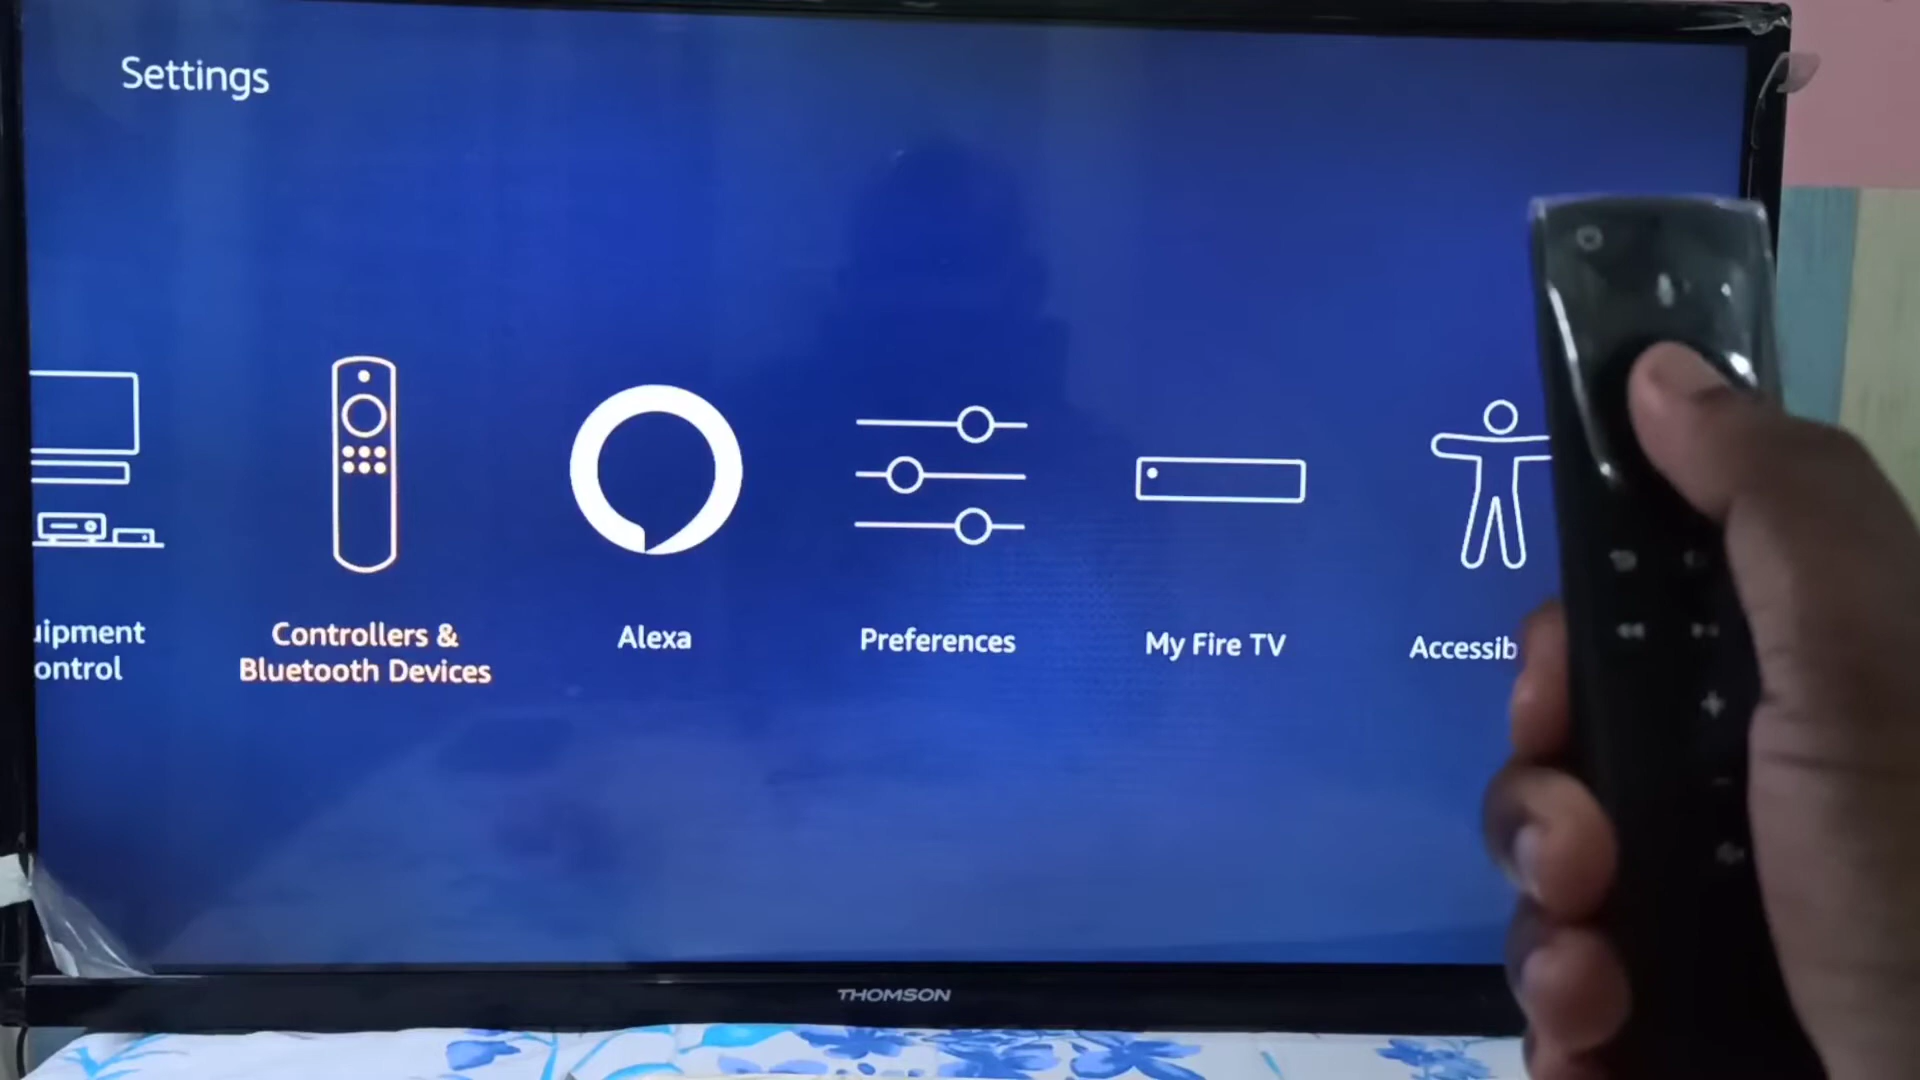 Settings
uipment
ontrol
Controllers &
Bluetooth Devices
Alexa
Preferences
My Fire TV
Accessib
THOMSON